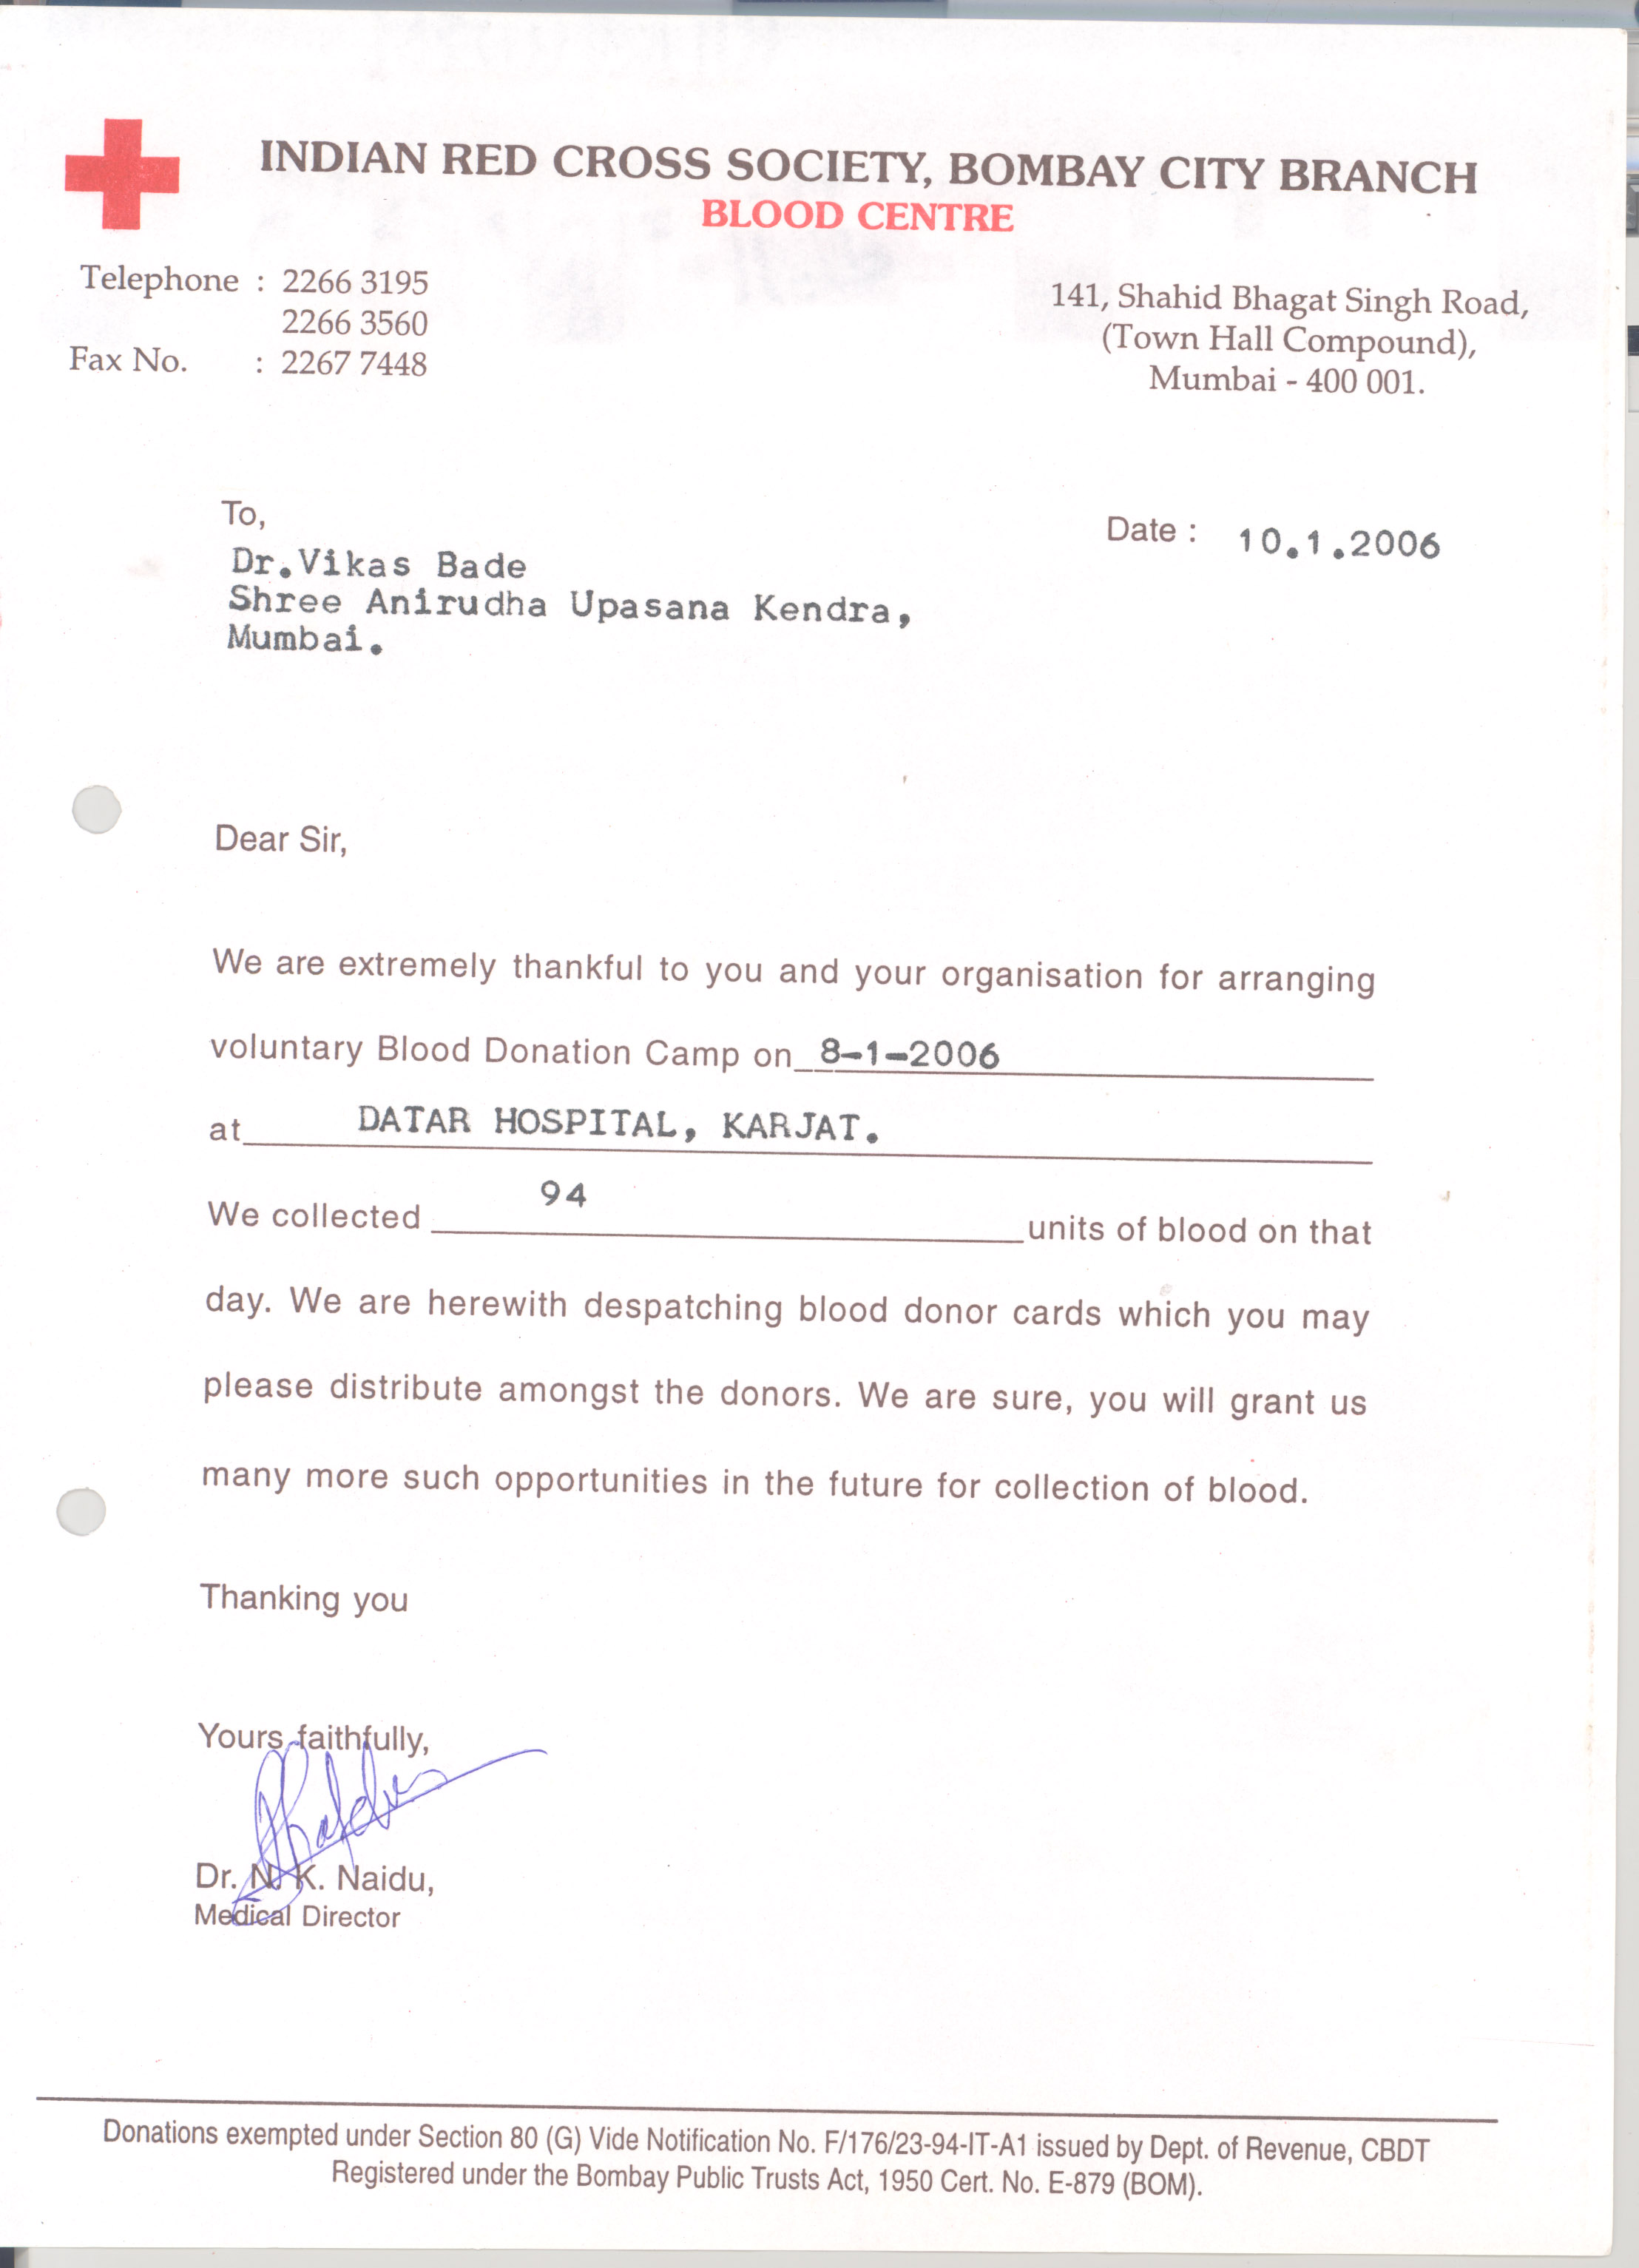 INDIAN RED CROSS SOCIETY, BOMBAY CITY BRANCH
BLOOD CENTRE
Telephone : 2266 3195
2266 3560
Fax No. : 2267 7448
141, Shahid Bhagat Singh Road,
(Town Hall Compound),
Mumbai - 400 001.
To,
Dr.Vikas Bade
Shree Anirudha Upasana Kendra,
Mumbai.
Date : 10.1.2006
Dear Sir,
We are extremely thankful to you and your organisation for arranging
voluntary Blood Donation Camp on 8-1-2006
at DATAR HOSPITAL, KARJAT.
We collected 94 units of blood on that
day. We are herewith despatching blood donor cards which you may
please distribute amongst the donors. We are sure, you will grant us
many more such opportunities in the future for collection of blood.
Thanking you
Yours faithfully,
Dr. N. K. Naidu,
Medical Director
Donations exempted under Section 80 (G) Vide Notification No. F/176/23-94-IT-A1 issued by Dept. of Revenue, CBDT
Registered under the Bombay Public Trusts Act, 1950 Cert. No. E-879 (BOM).